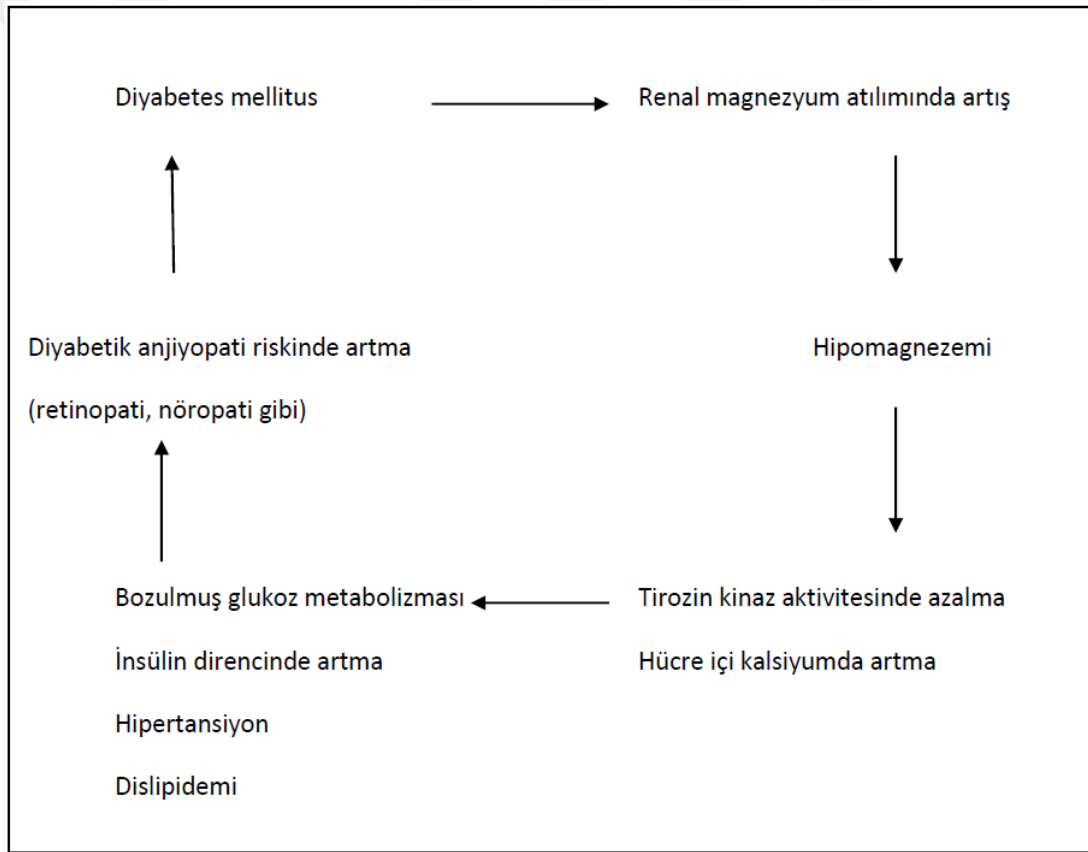 Diyabetes mellitus
Renal magnezyum atılımında artış
Diyabetik anjiyopati riskinde artma
(retinopati, nöropati gibi)
Hipomagnezemi
Bozulmuş glukoz metabolizması
İnsülin direncinde artma
Hipertansiyon
Dislipidemi
Tirozin kinaz aktivitesinde azalma
Hücre içi kalsiyumda artma